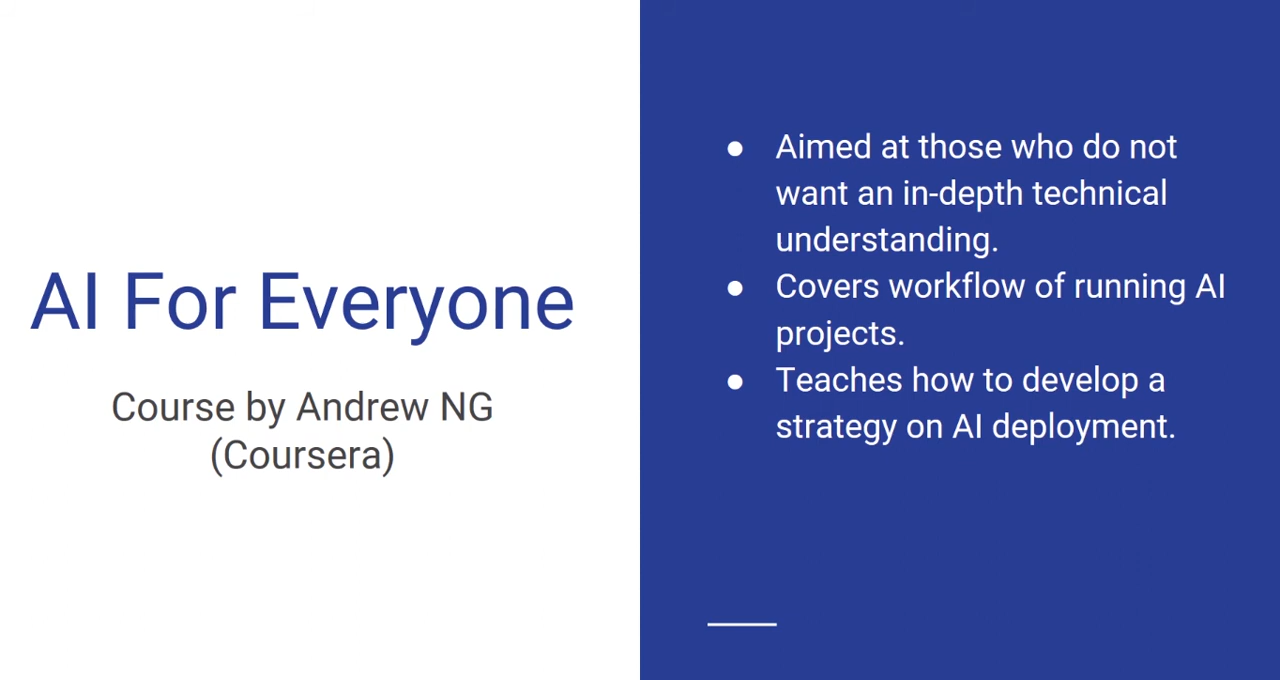 AI For Everyone
Course by Andrew NG
(Coursera)
● Aimed at those who do not
want an in-depth technical
understanding.
● Covers workflow of running AI
projects.
● Teaches how to develop a
strategy on AI deployment.